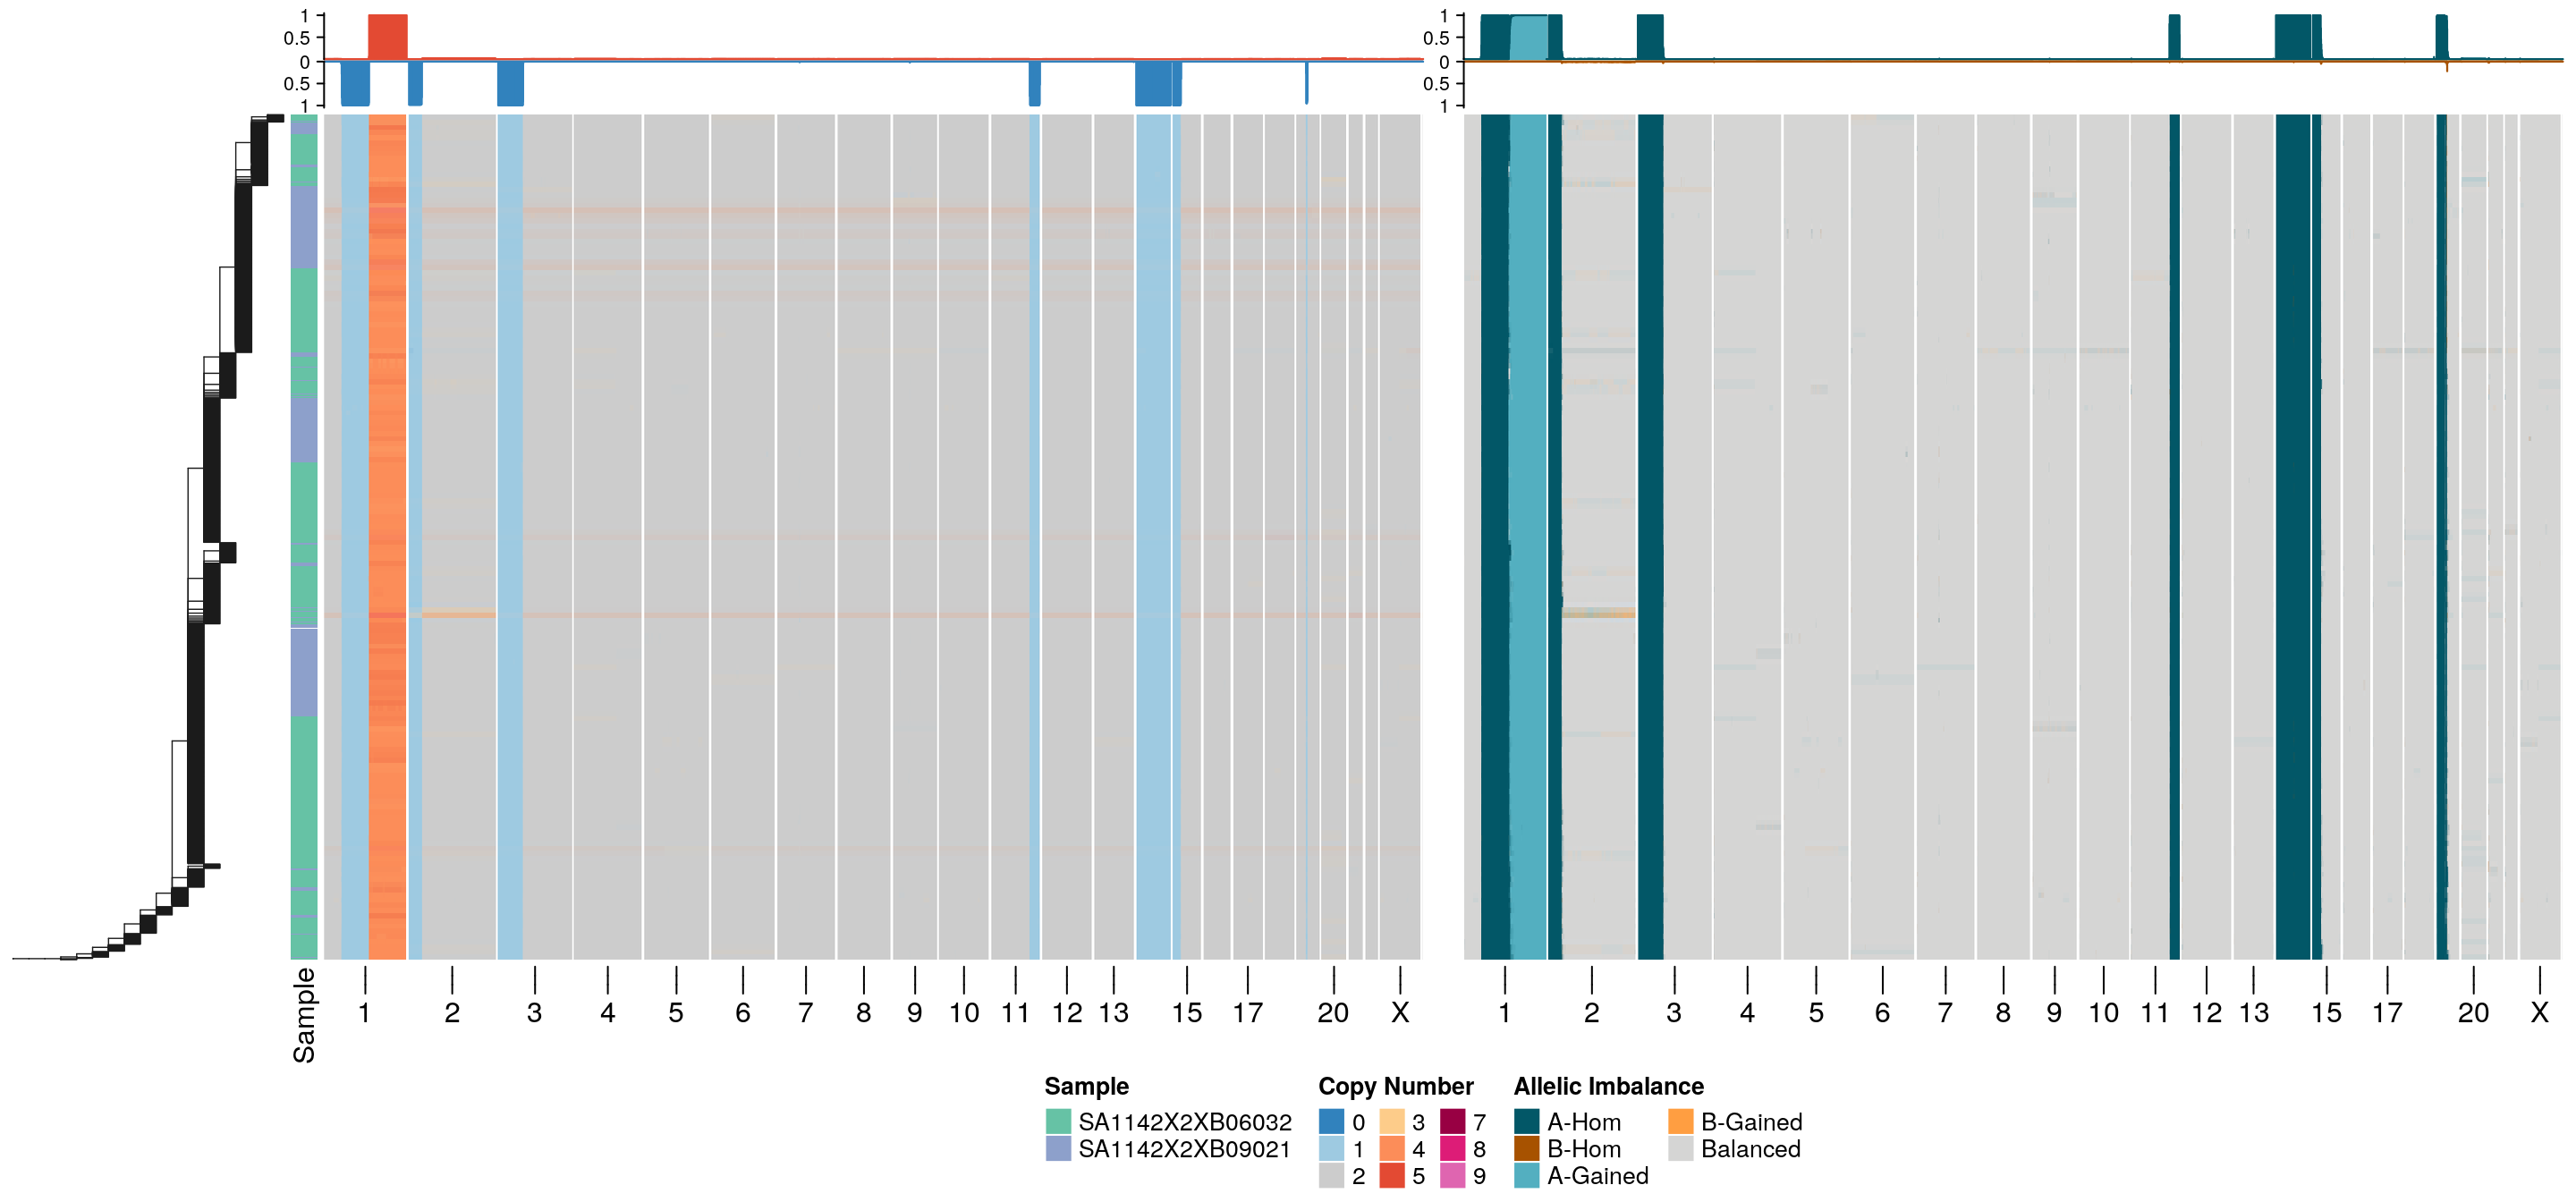 1
0.5
0
0.5
1
1
0.5
0
0.5
1
Sample
1 2 3 4 5 6 7 8 9 10 11 12 13 15 17 20 X
1 2 3 4 5 6 7 8 9 10 11 12 13 15 17 20 X
Sample
SA1142X2XB06032
SA1142X2XB09021
Copy Number
0 3 7
1 4 8
2 5 9
Allelic Imbalance
A-Hom B-Gained
B-Hom Balanced
A-Gained